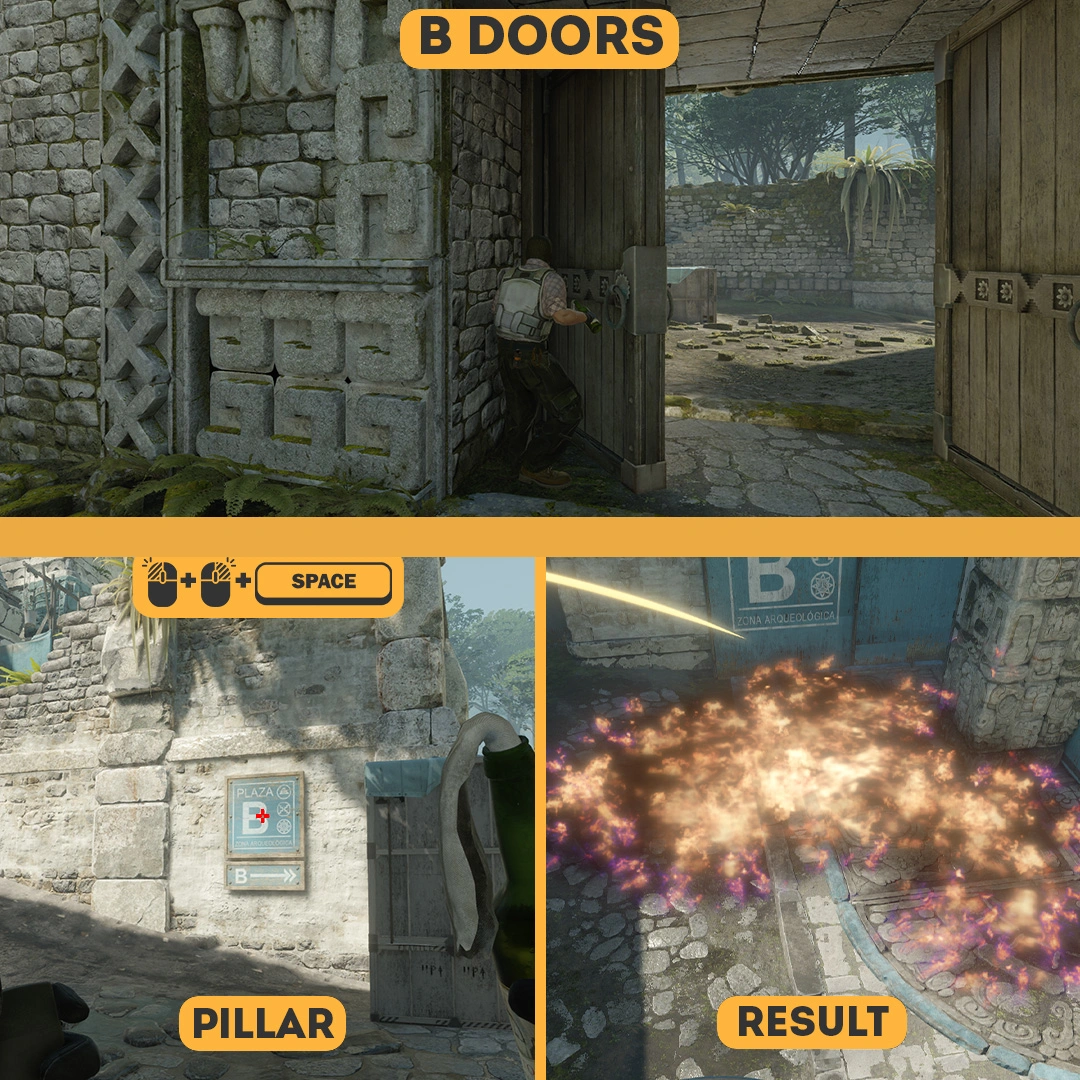 B DOORS
+ + SPACE
PLAZA
B
ZONA ARQUEOLÓGICA
B
PILLAR
B
ZONA ARQUEOLÓGICA
RESULT